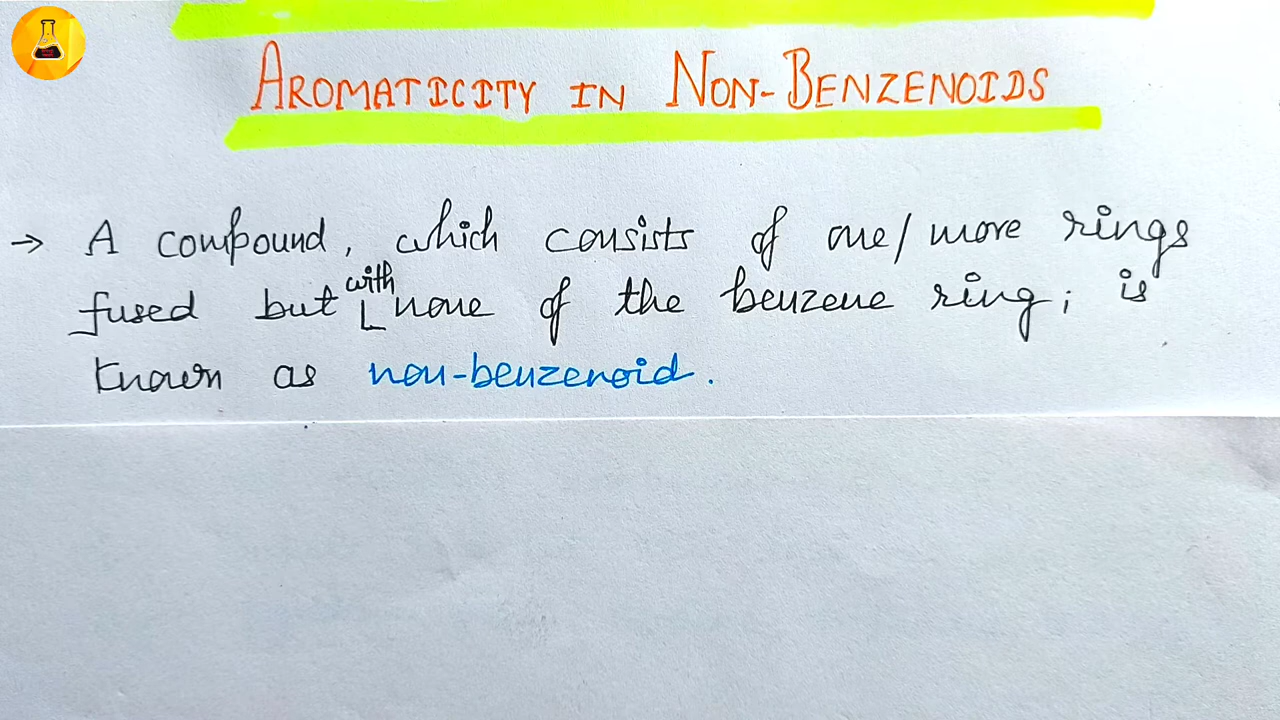 AROMATICITY IN NON-BENZENOIDS
→ A compound, which consists of one/more rings
fused but with none of the benzene ring; is
known as non-benzenoid.